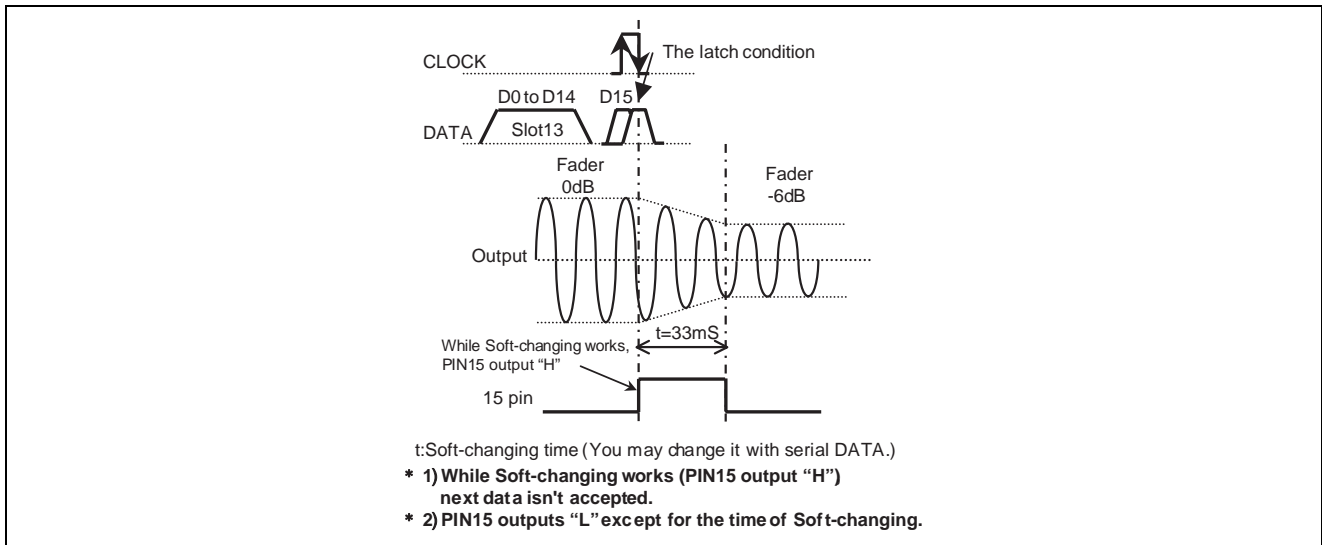 The latch condition
CLOCK
D0 to D14 D15
DATA Slot13
Fader
0dB
Fader
-6dB
Output
t=33mS
While Soft-changing works,
PIN15 output “H”
15 pin
t:Soft-changing time (You may change it with serial DATA.)
* 1) While Soft-changing works (PIN15 output “H”)
next data isn't accepted.
* 2) PIN15 outputs “L” except for the time of Soft-changing.